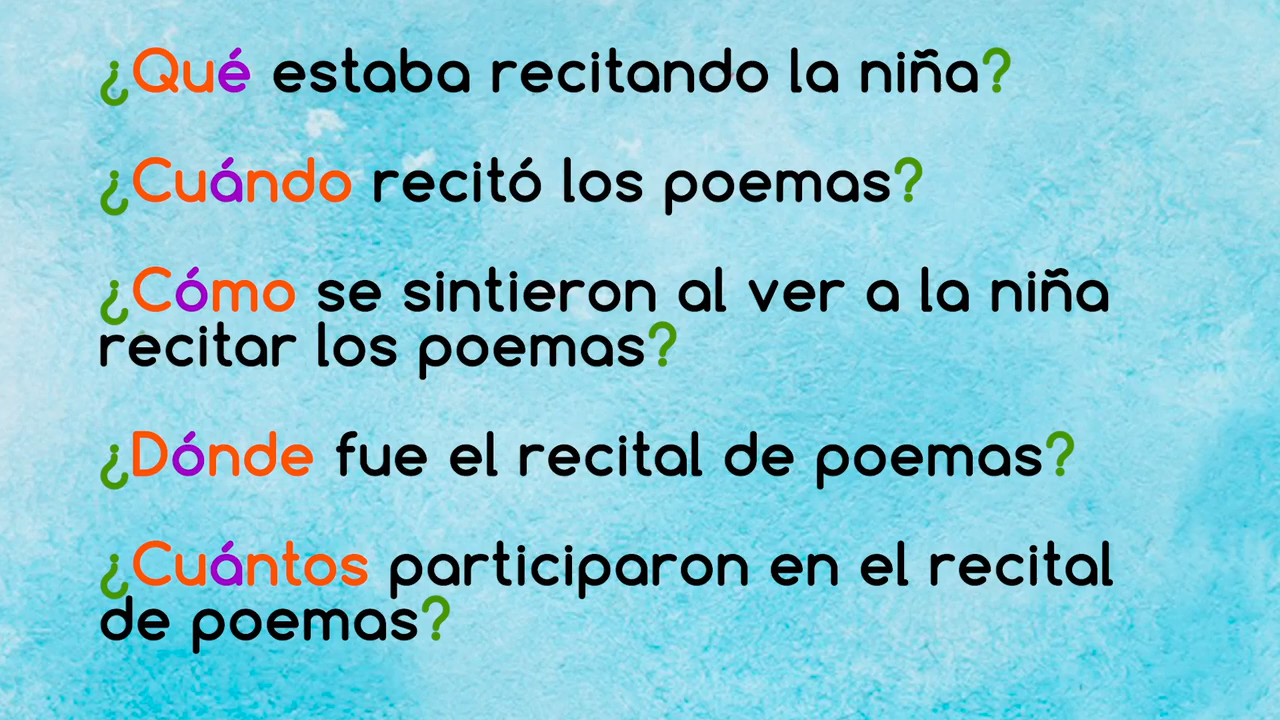 ¿Qué estaba recitando la niña?
¿Cuándo recitó los poemas?
¿Cómo se sintieron al ver a la niña
recitar los poemas?
¿Dónde fue el recital de poemas?
¿Cuántos participaron en el recital
de poemas?